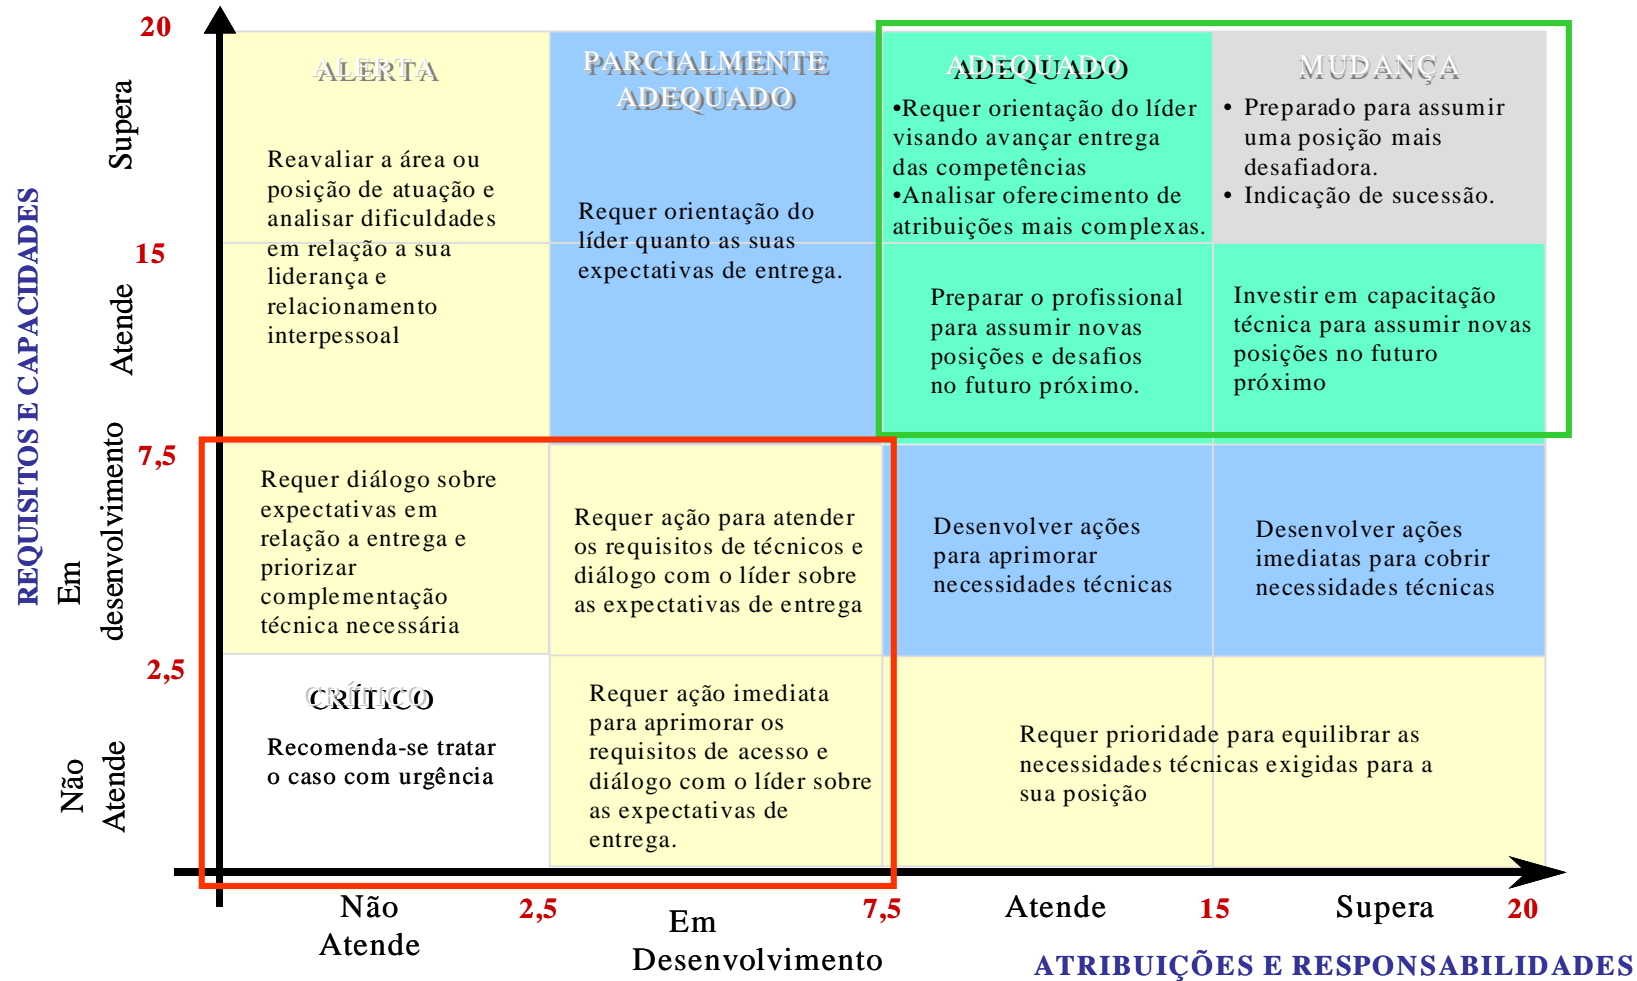 20
15
7,5
2,5
REQUISITOS E CAPACIDADES
Supera
Atende
Em
desenvolvimento
Não
Atende
ALERTA
Reavaliar a área ou
posição de atuação e
analisar dificuldades
em relação a sua
liderança e
relacionamento
interpessoal
PARCIALMENTE
ADEQUADO
Requer orientação do
líder quanto as suas
expectativas de entrega.
ADEQUADO
•Requer orientação do líder
visando avançar entrega
das competências
•Analisar oferecimento de
atribuições mais complexas.
MUDANÇA
• Preparado para assumir
uma posição mais
desafiadora.
• Indicação de sucessão.
Preparar o profissional
para assumir novas
posições e desafios
no futuro próximo.
Investir em capacitação
técnica para assumir novas
posições no futuro
próximo
Requer diálogo sobre
expectativas em
relação a entrega e
priorizar
complementação
técnica necessária
Requer ação para atender
os requisitos de técnicos e
diálogo com o líder sobre
as expectativas de entrega
Desenvolver ações
para aprimorar
necessidades técnicas
Desenvolver ações
imediatas para cobrir
necessidades técnicas
CRÍTICO
Recomenda-se tratar
o caso com urgência
Requer ação imediata
para aprimorar os
requisitos de acesso e
diálogo com o líder sobre
as expectativas de
entrega.
Requer prioridade para equilibrar as
necessidades técnicas exigidas para a
sua posição
Não
Atende
2,5
Em
Desenvolvimento
7,5
Atende
15
Supera
20
ATRIBUIÇÕES E RESPONSABILIDADES